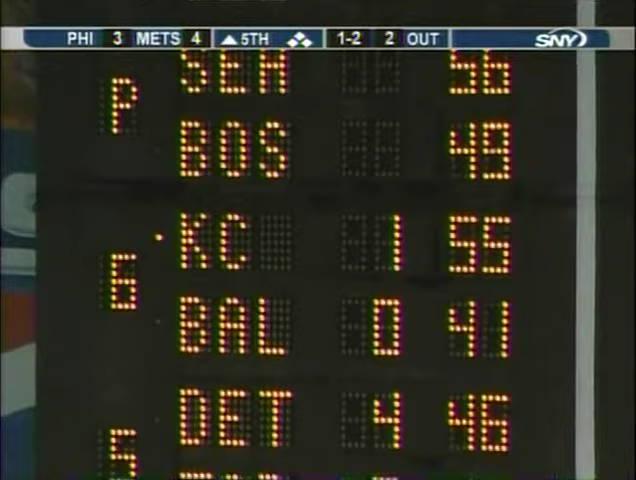 PHI 3 METS 4 5TH 1-2 2 OUT SNY
SEA 56
P
BOS 49
KC 1 55
6
BAL 0 41
DET 4 46
5